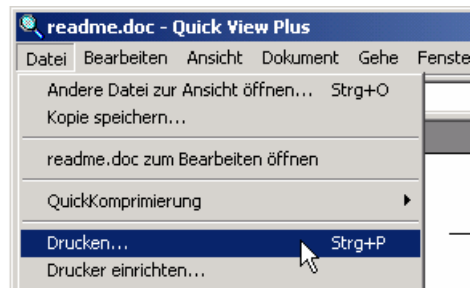 readme.doc - Quick View Plus
Datei Bearbeiten Ansicht Dokument Gehe Fenste
Andere Datei zur Ansicht öffnen... Strg+O
Kopie speichern...
readme.doc zum Bearbeiten öffnen
QuickKomprimierung
Drucken... Strg+P
Drucker einrichten...